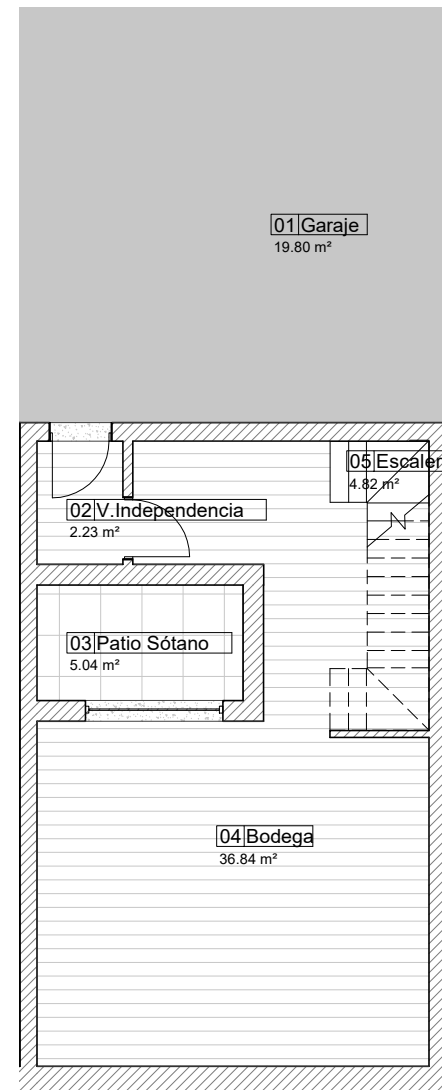 01 Garaje
19.80 m²
05 Escaler
4.82 m²
02 V.Independencia
2.23 m²
03 Patio Sótano
5.04 m²
04 Bodega
36.84 m²